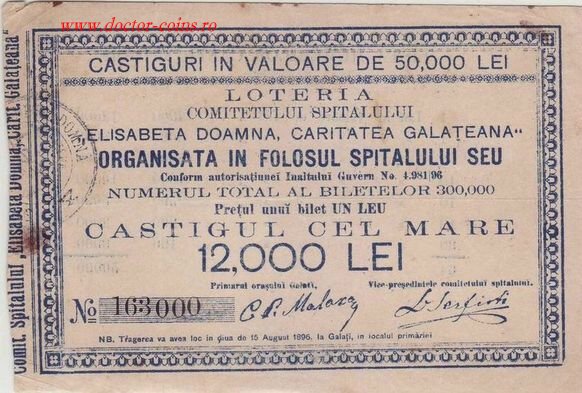 www.doctor-coins.ro
CASTIGURI IN VALOARE DE 50,000 LEI
LOTERIA
COMITETULUI SPITALULUI
„ELISABETA DOAMNA, CARITATEA GALAȚEANA“
ORGANISATA IN FOLOSUL SPITALULUI SEU
Conform autorisațiunei Inaltului Guvern No. 4.981/96
NUMERUL TOTAL AL BILETELOR 300,000
Prețul unuĭ bilet UN LEU
CASTIGUL CEL MARE
12,000 LEI
Primarul orașului Galați,
Vice-președintele comitetului spitalului.
No 163000
NB. Tragerea va avea loc in ḑiua de 15 August 1896, la Galați, in localul primăriei
Comit. Spitalului „Elisabeta Domna, Carit. Galațeana“
DOMNA